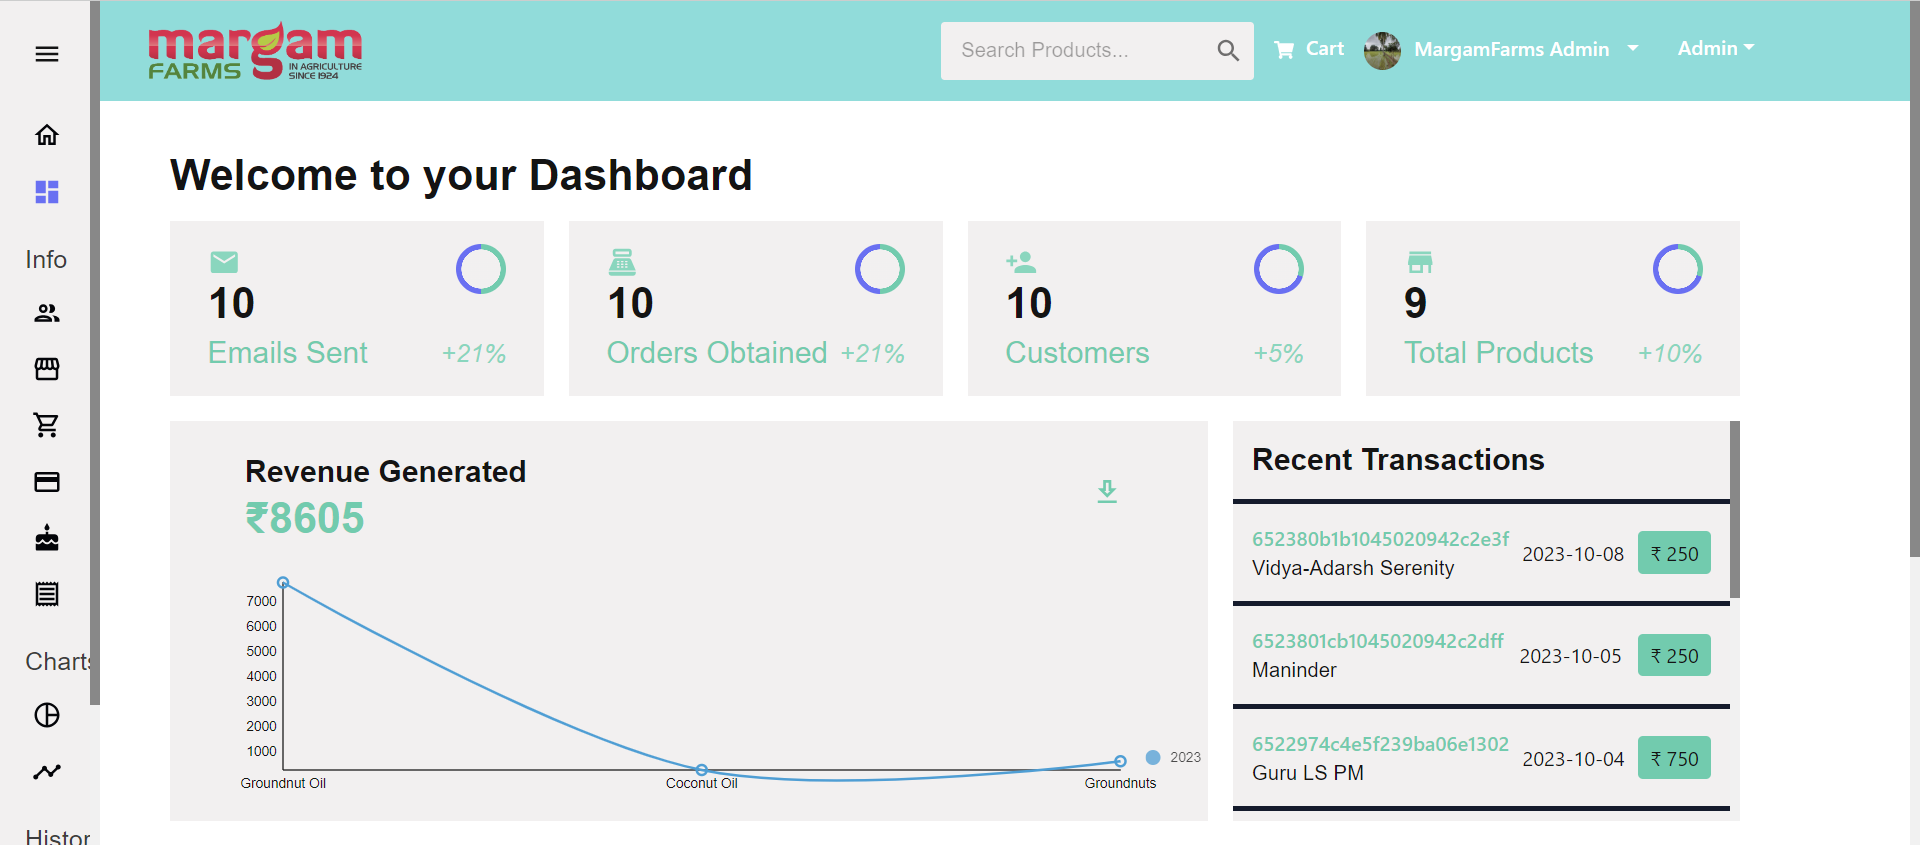 margam
FARMS
IN AGRICULTURE
SINCE 1924
Search Products...
Cart
MargamFarms Admin
Admin
Info
Charts
Histor
Welcome to your Dashboard
10
Emails Sent
+21%
10
Orders Obtained
+21%
10
Customers
+5%
9
Total Products
+10%
Revenue Generated
₹8605
7000
6000
5000
4000
3000
2000
1000
Groundnut Oil
Coconut Oil
Groundnuts
2023
Recent Transactions
652380b1b1045020942c2e3f
Vidya-Adarsh Serenity
2023-10-08
₹ 250
6523801cb1045020942c2dff
Maninder
2023-10-05
₹ 250
6522974c4e5f239ba06e1302
Guru LS PM
2023-10-04
₹ 750